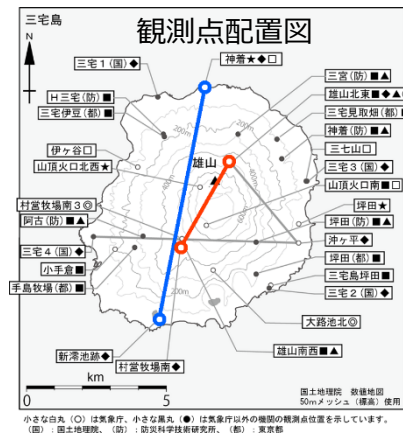 三宅島
観測点配置図
N
三宅1(国)◆
神着★◆□
三宮(防)■▲
H三宅(防)■
雄山北東■◆▲●
三宅伊豆(都)■
三宅見取畑(都)■
神着(防)■▲
伊ヶ谷□
雄山
三七山□
山頂火口北西★
三宅3(国)◆
山頂火口南■□
村営牧場南3◎
坪田★
阿古(防)■▲
坪田(防)■▲
三宅4(国)◆
沖ヶ平◆
小手倉■
坪田(都)■
手島牧場(都)■
三宅島坪田■
三宅2(国)◆
大路池北◎
新澪池跡◆
村営牧場南◆
雄山南西■▲
200m
200m
400m
400m
600m
200m
km
0 5 10
国土地理院 数値地図
50mメッシュ(標高)使用
小さな白丸(○)は気象庁、小さな黒丸(●)は気象庁以外の機関の観測点位置を示しています。
(国):国土地理院、(防):防災科学技術研究所、(都):東京都